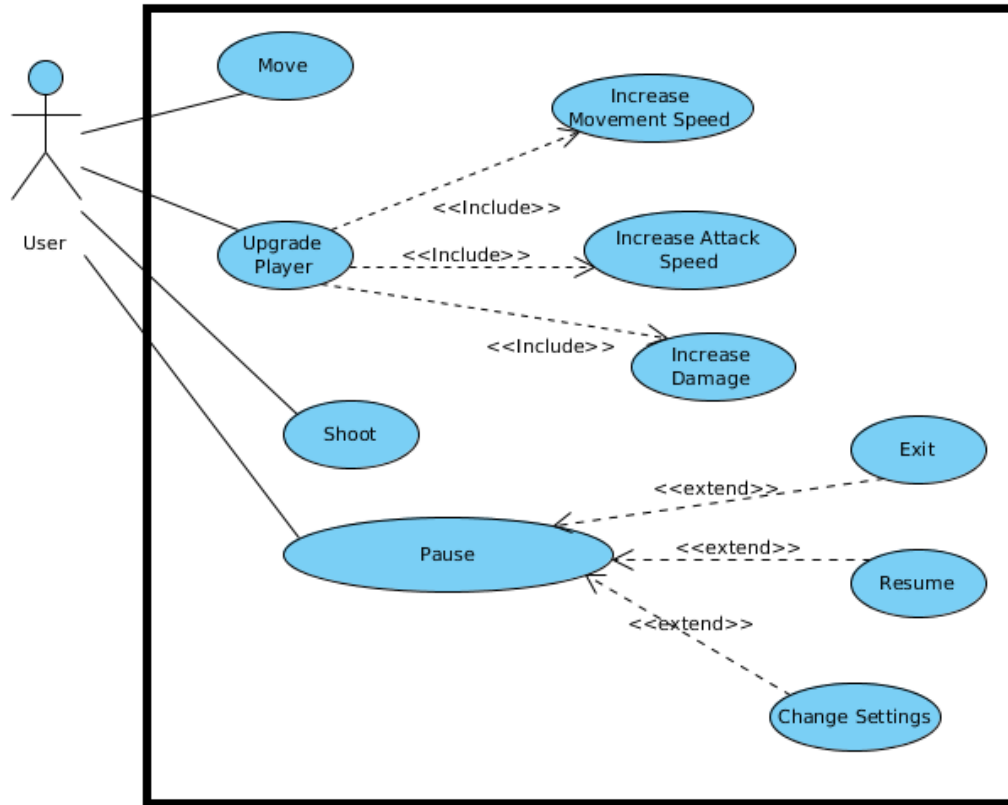 Move
Increase
Movement Speed
User
<<Include>>
Upgrade
Player
<<Include>>
Increase Attack
Speed
<<Include>>
Increase
Damage
Shoot
Exit
<<extend>>
Pause
<<extend>>
Resume
<<extend>>
Change Settings